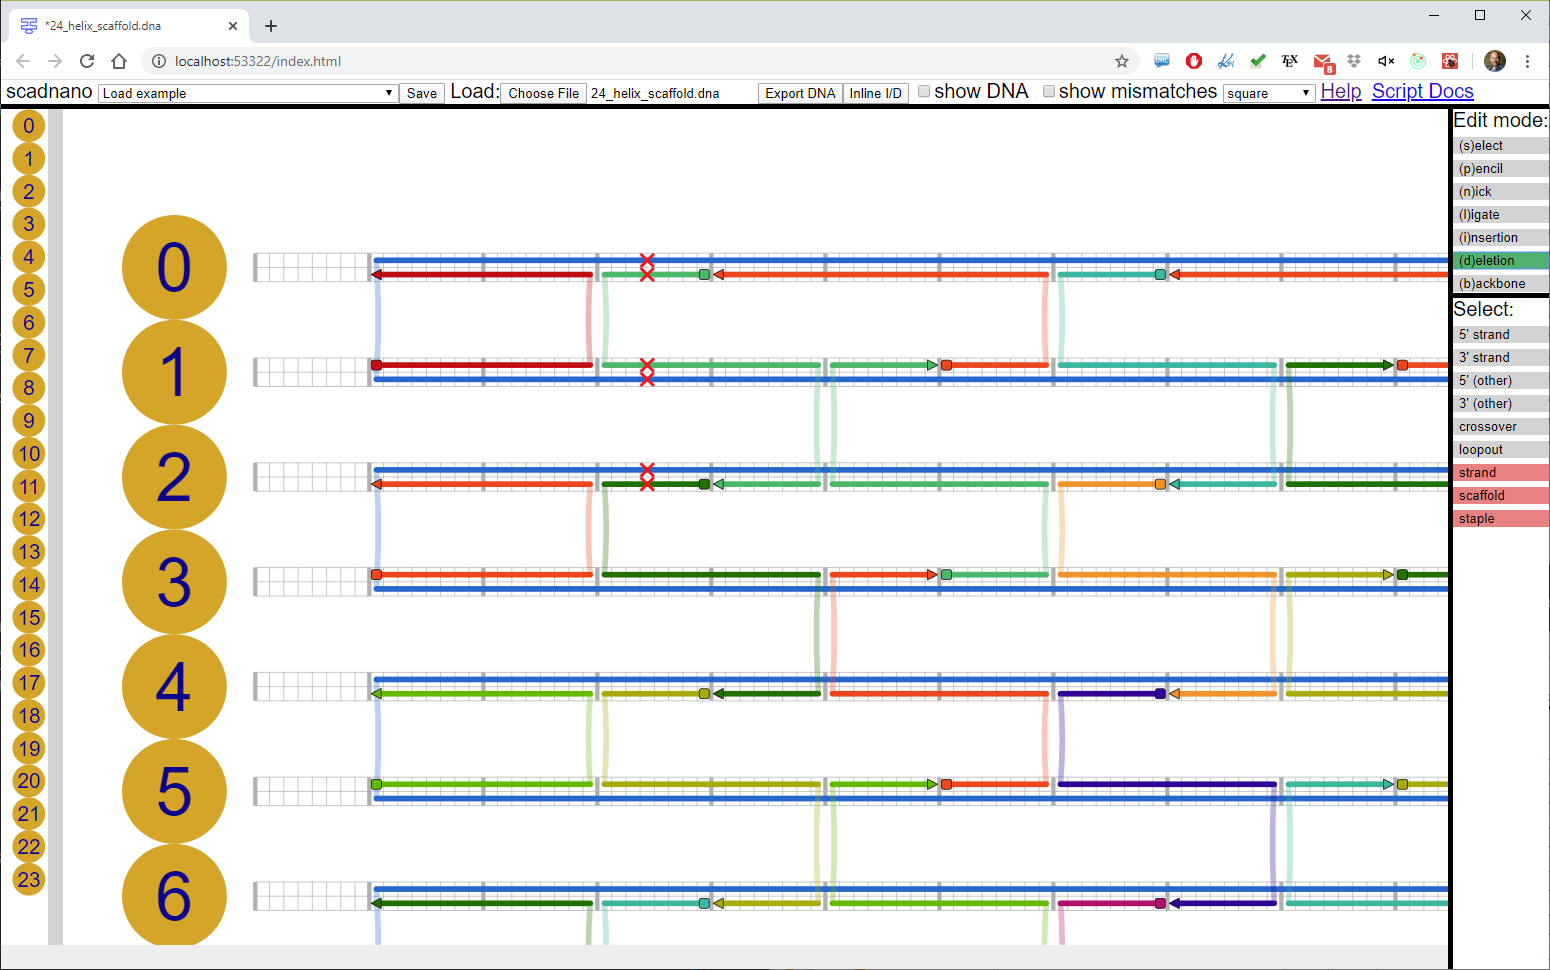 *24_helix_scaffold.dna
localhost:53322/index.html
8
scadnano Load example Save Load: Choose File 24_helix_scaffold.dna Export DNA Inline I/D show DNA show mismatches square Help Script Docs
0
1
2
3
4
5
6
7
8
9
10
11
12
13
14
15
16
17
18
19
20
21
22
23
0
1
2
3
4
5
6
Edit mode:
(s)elect
(p)encil
(n)ick
(l)igate
(i)nsertion
(d)eletion
(b)ackbone
Select:
5' strand
3' strand
5' (other)
3' (other)
crossover
loopout
strand
scaffold
staple